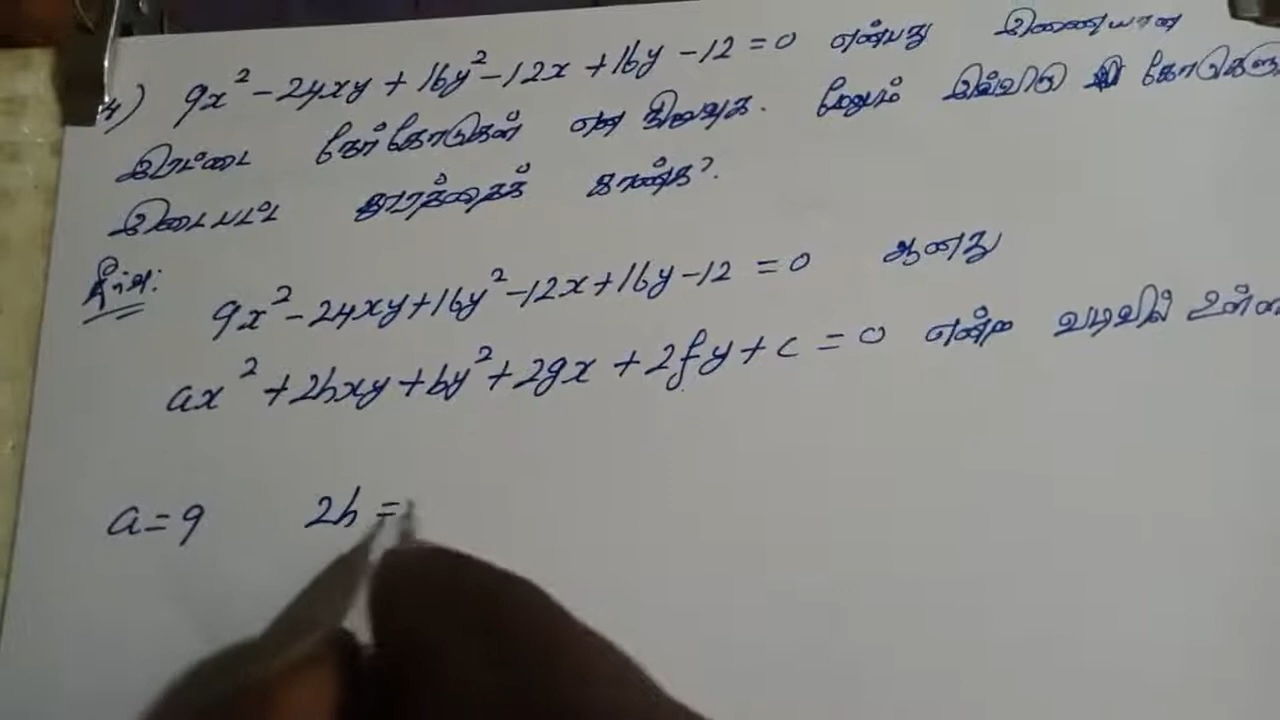 4) 9x² - 24xy + 16y² - 12x + 16y - 12 = 0 என்பது இணையான
இரட்டை நேர்கோடுகள் என நிறுவுக. மேலும் இவ்விரு கோடுகளு
இடைபட்ட தூரத்தைக் காண்க?
தீர்வு:
9x² - 24xy + 16y² - 12x + 16y - 12 = 0 ஆனது
ax² + 2hxy + by² + 2gx + 2fy + c = 0 என்ற வடிவில் உள்ள
a = 9 2h =